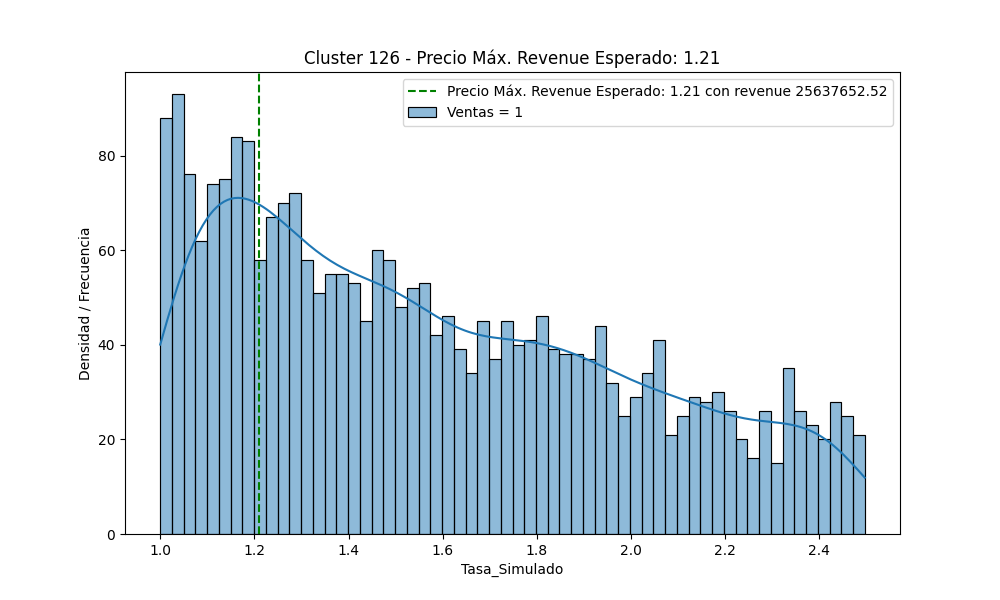 Cluster 126 - Precio Máx. Revenue Esperado: 1.21
Precio Máx. Revenue Esperado: 1.21 con revenue 25637652.52
Ventas = 1
80
60
40
20
0
Densidad / Frecuencia
1.0 1.2 1.4 1.6 1.8 2.0 2.2 2.4
Tasa_Simulado